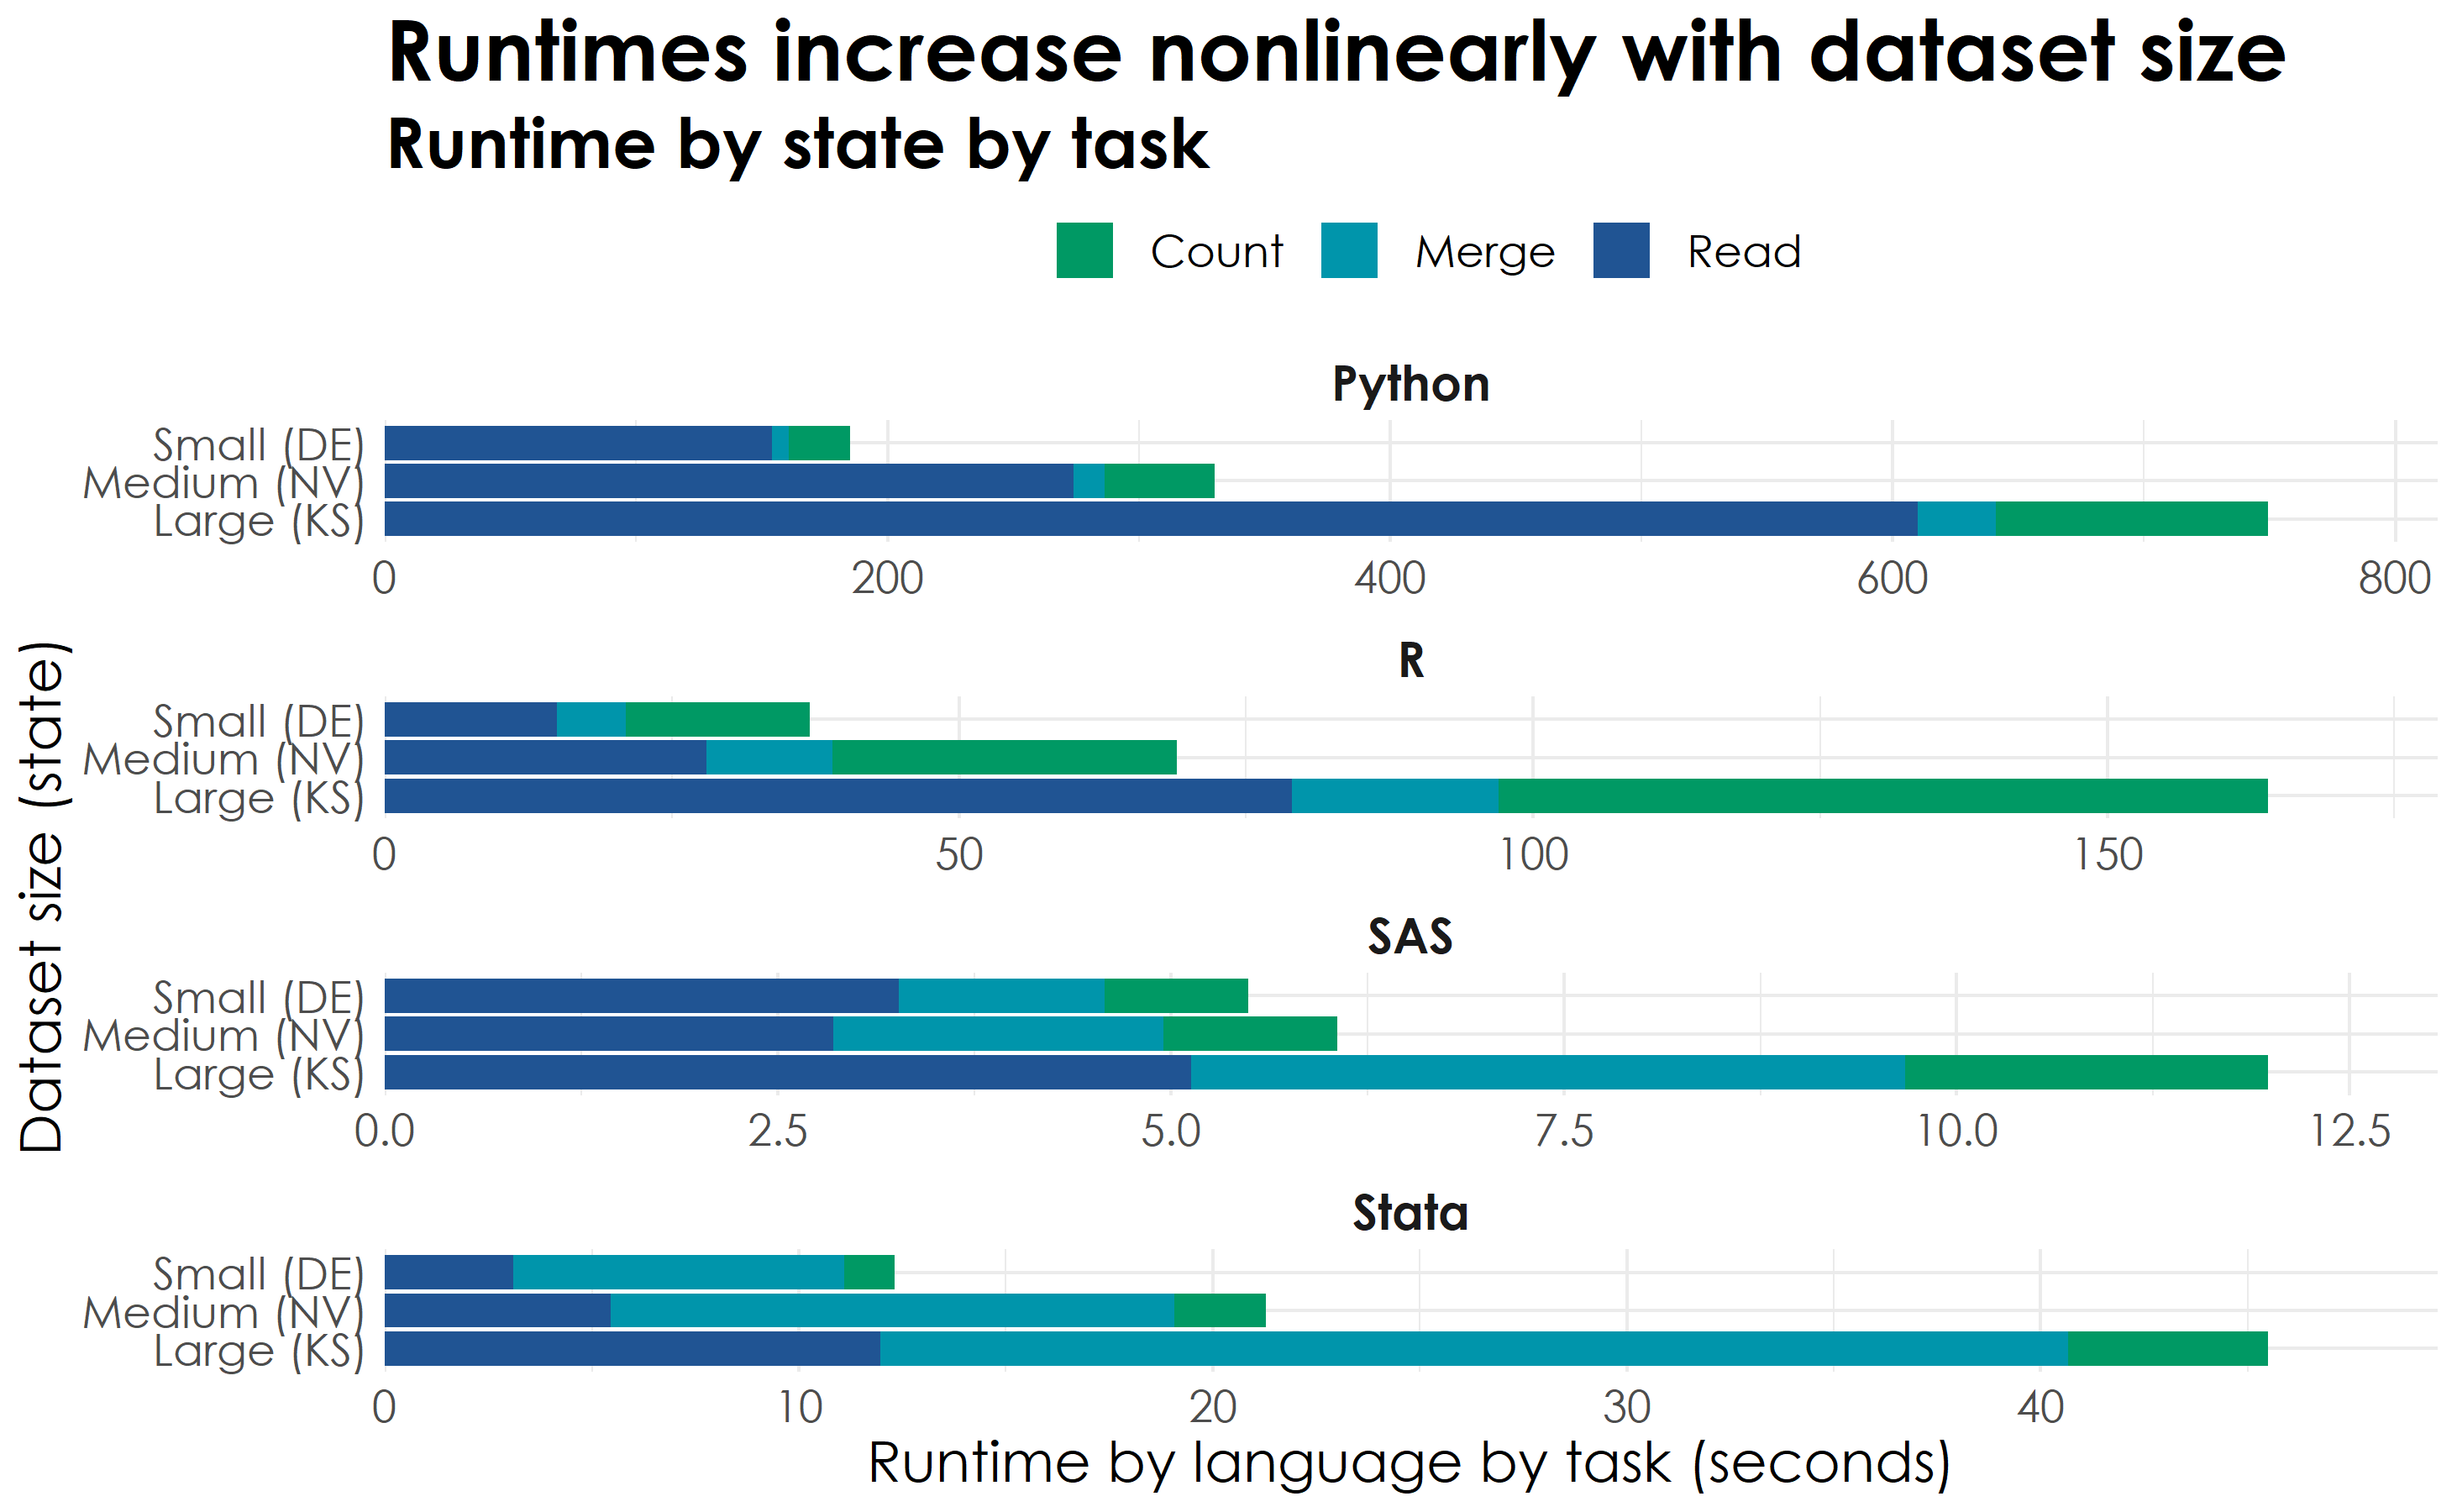 Runtimes increase nonlinearly with dataset size
Runtime by state by task
Count Merge Read
Python
Small (DE)
Medium (NV)
Large (KS)
0 200 400 600 800
R
Small (DE)
Medium (NV)
Large (KS)
0 50 100 150
SAS
Small (DE)
Medium (NV)
Large (KS)
0.0 2.5 5.0 7.5 10.0 12.5
Stata
Small (DE)
Medium (NV)
Large (KS)
0 10 20 30 40
Runtime by language by task (seconds)
Dataset size (state)